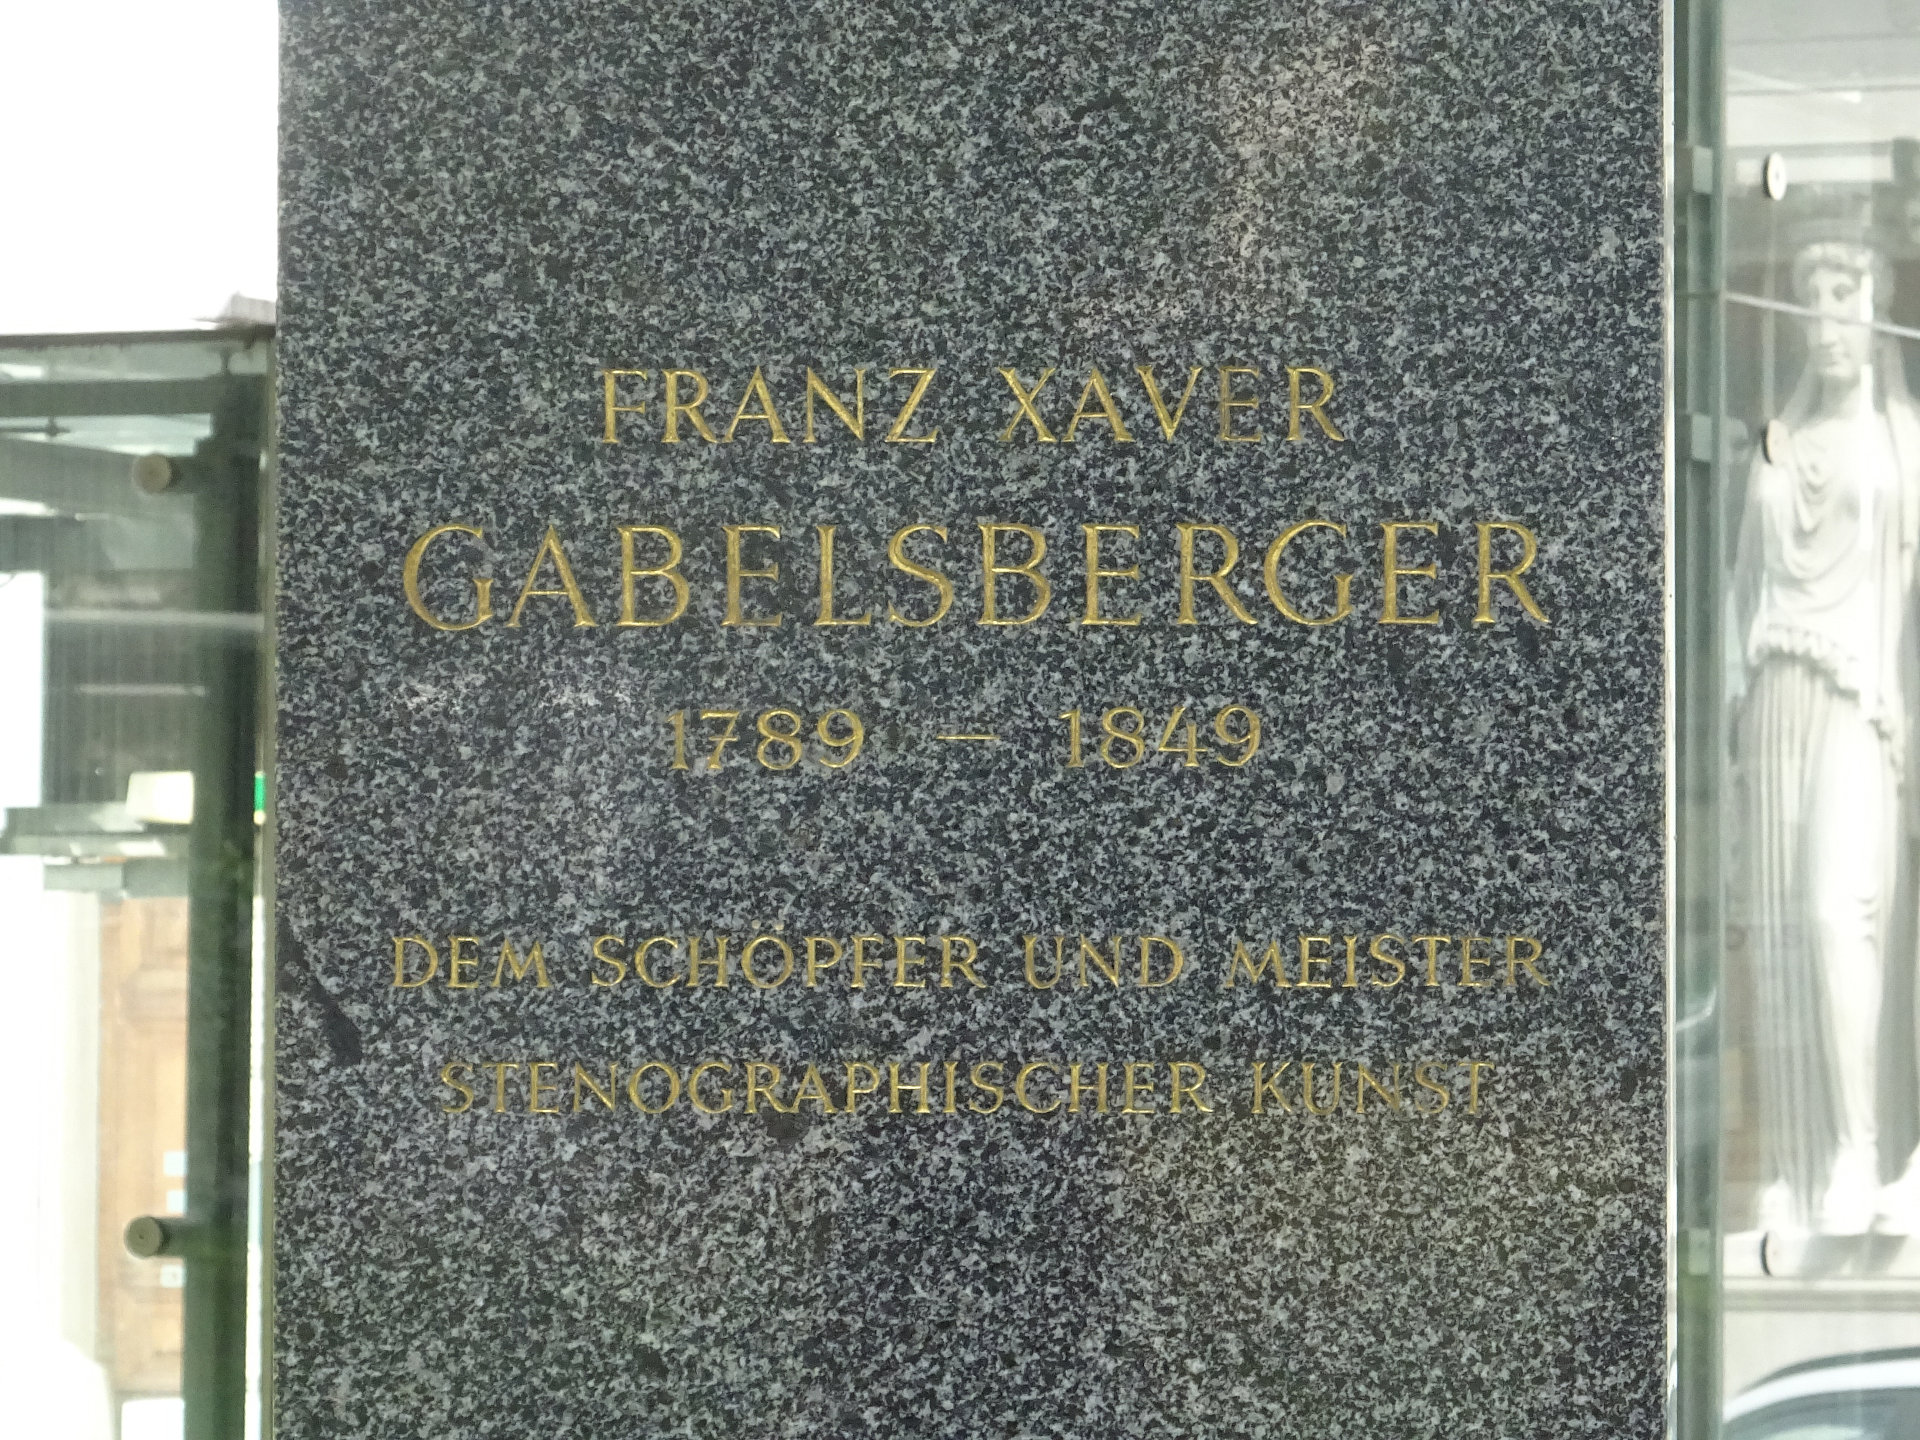 FRANZ XAVER
GABELSBERGER
1789 – 1849
DEM SCHÖPFER UND MEISTER
STENOGRAPHISCHER KUNST